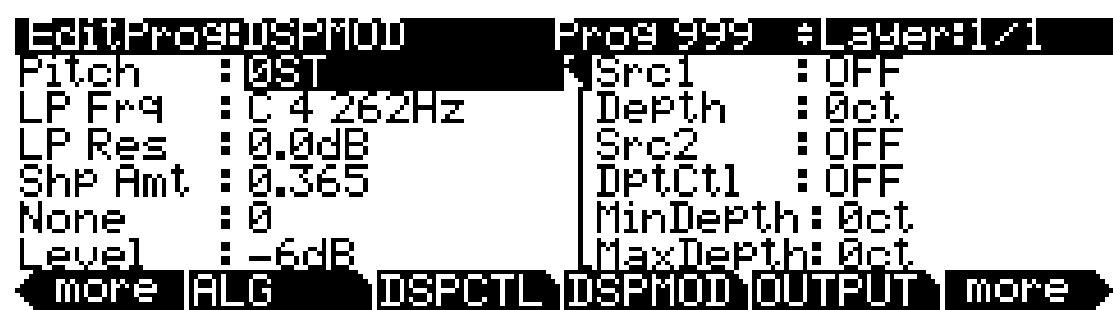 EditProg:DSPMOD Prog 999 Layer:1/1
Pitch :0ST Src1 :OFF
LP Frq :C 4 262Hz Depth :0ct
LP Res :0.0dB Src2 :OFF
Shp Amt :0.365 DptCtl :OFF
None :0 MinDepth:0ct
Level :-6dB MaxDepth:0ct
more ALG DSPCTL DSPMOD OUTPUT more